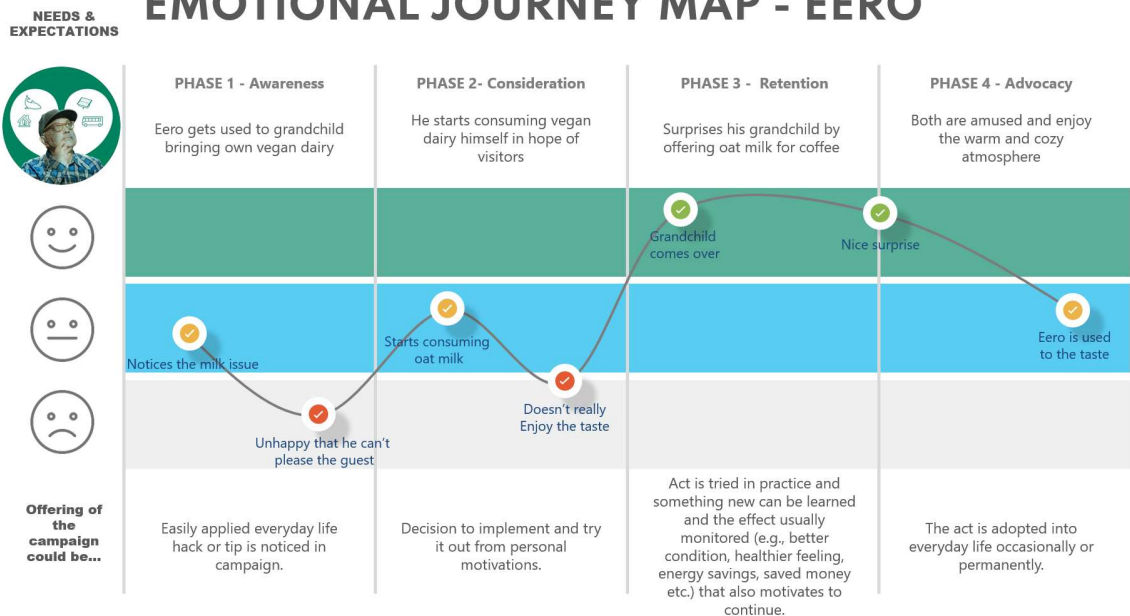 EMOTIONAL JOURNEY MAP - EERO
NEEDS &
EXPECTATIONS
PHASE 1 - Awareness
Eero gets used to grandchild
bringing own vegan dairy
PHASE 2- Consideration
He starts consuming vegan
dairy himself in hope of
visitors
PHASE 3 - Retention
Surprises his grandchild by
offering oat milk for coffee
PHASE 4 - Advocacy
Both are amused and enjoy
the warm and cozy
atmosphere
Notices the milk issue
Unhappy that he can't
please the guest
Starts consuming
oat milk
Doesn't really
Enjoy the taste
Grandchild
comes over
Nice surprise
Eero is used
to the taste
Offering of
the
campaign
could be...
Easily applied everyday life
hack or tip is noticed in
campaign.
Decision to implement and try
it out from personal
motivations.
Act is tried in practice and
something new can be learned
and the effect usually
monitored (e.g., better
condition, healthier feeling,
energy savings, saved money
etc.) that also motivates to
continue.
The act is adopted into
everyday life occasionally or
permanently.